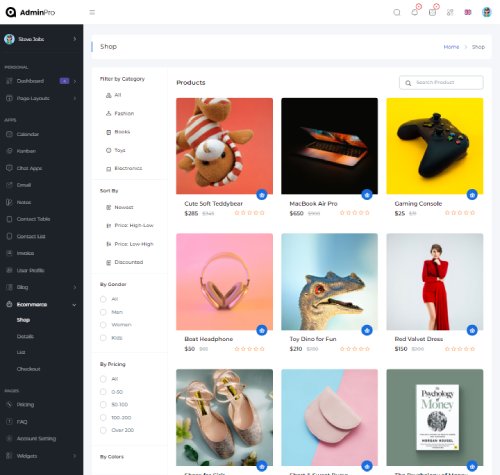 AdminPro
Steve Jobs
PERSONAL
Dashboard
Page Layouts
APPS
Calendar
Kanban
Chat Apps
Email
Notes
Contact Table
Contact List
Invoice
User Profile
Blog
Ecommerce
Shop
Details
List
Checkout
PAGES
Pricing
FAQ
Account Setting
Widgets
Shop
Home > Shop
Filter by Category
All
Fashion
Books
Toys
Electronics
Sort By
Newest
Price: High-Low
Price: Low-High
Discounted
By Gender
All
Men
Women
Kids
By Pricing
All
0-50
50-100
100-200
Over 200
By Colors
Products
Search Product
Cute Soft Teddybear
$285
MacBook Air Pro
$650 $900
Gaming Console
$25 $31
Boat Headphone
$50
Toy Dino for Fun
$210
Red Velvet Dress
$150
The
Psychology
of Money
MORGAN HOUSEL